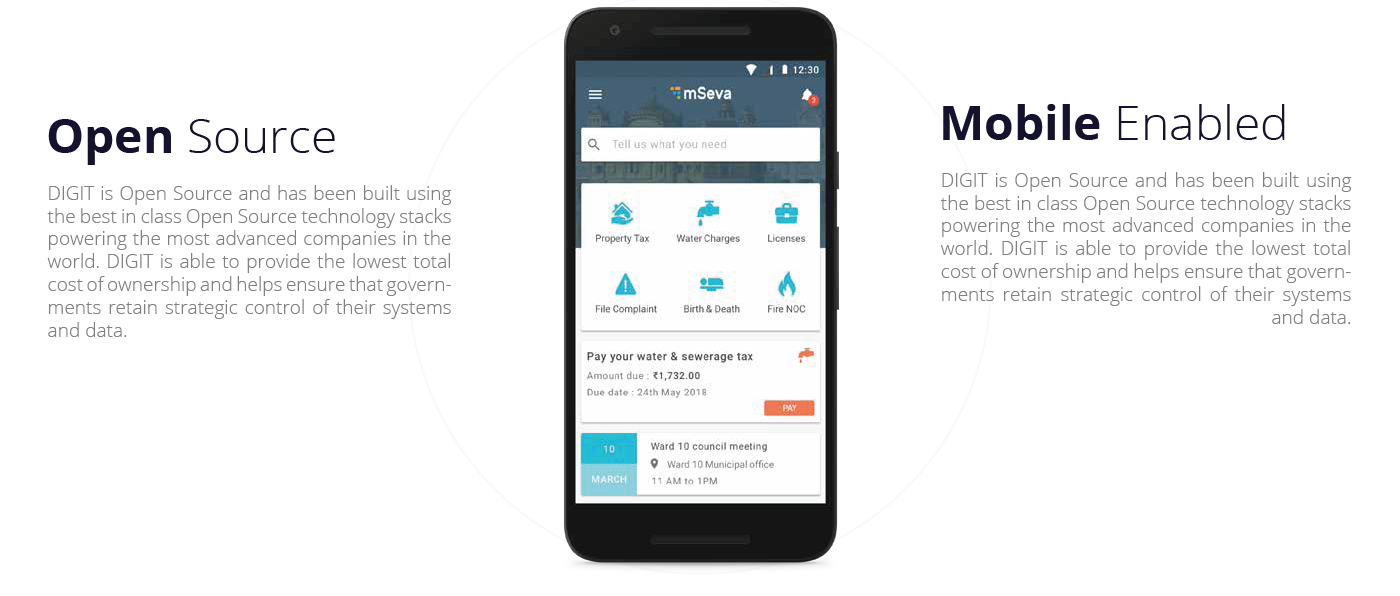 Open Source
DIGIT is Open Source and has been built using
the best in class Open Source technology stacks
powering the most advanced companies in the
world. DIGIT is able to provide the lowest total
cost of ownership and helps ensure that govern-
ments retain strategic control of their systems
and data.
12:30
mSeva
3
Tell us what you need
Property Tax
Water Charges
Licenses
File Complaint
Birth & Death
Fire NOC
Pay your water & sewerage tax
Amount due : ₹1,732.00
Due date : 24th May 2018
PAY
10
MARCH
Ward 10 council meeting
Ward 10 Municipal office
11 AM to 1PM
Mobile Enabled
DIGIT is Open Source and has been built using
the best in class Open Source technology stacks
powering the most advanced companies in the
world. DIGIT is able to provide the lowest total
cost of ownership and helps ensure that govern-
ments retain strategic control of their systems
and data.